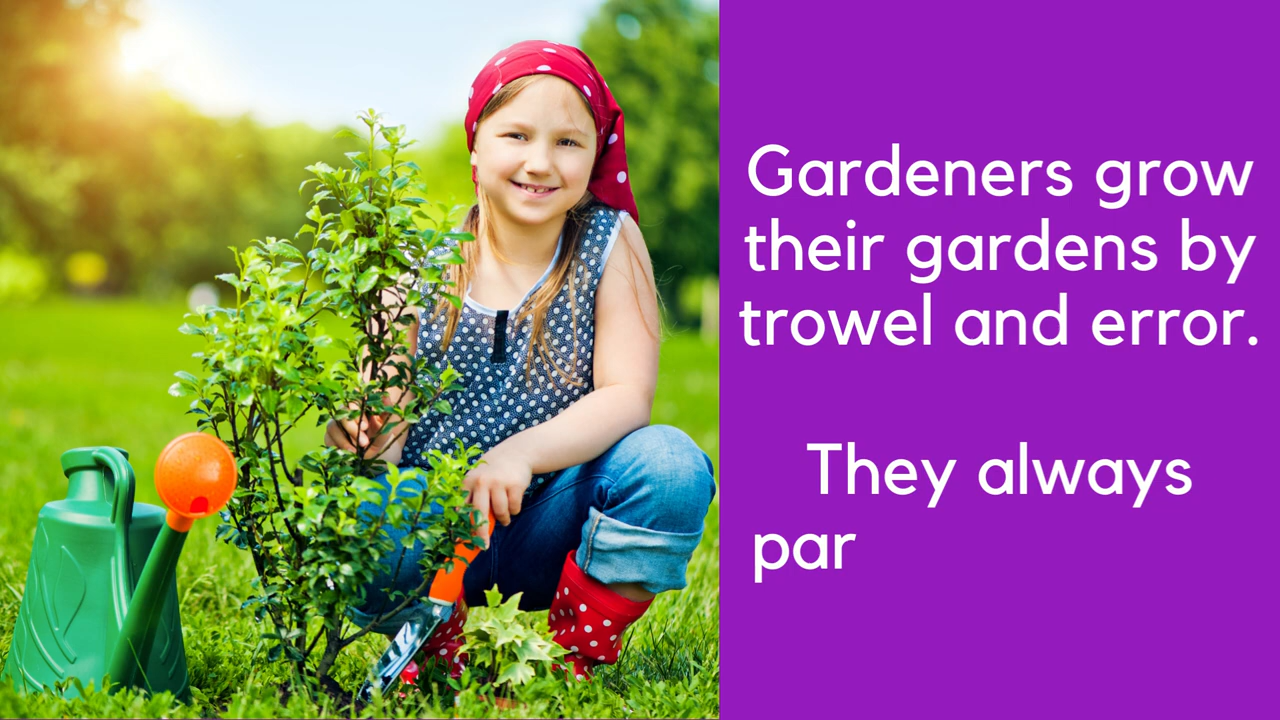 Gardeners grow
their gardens by
trowel and error.
They always
par